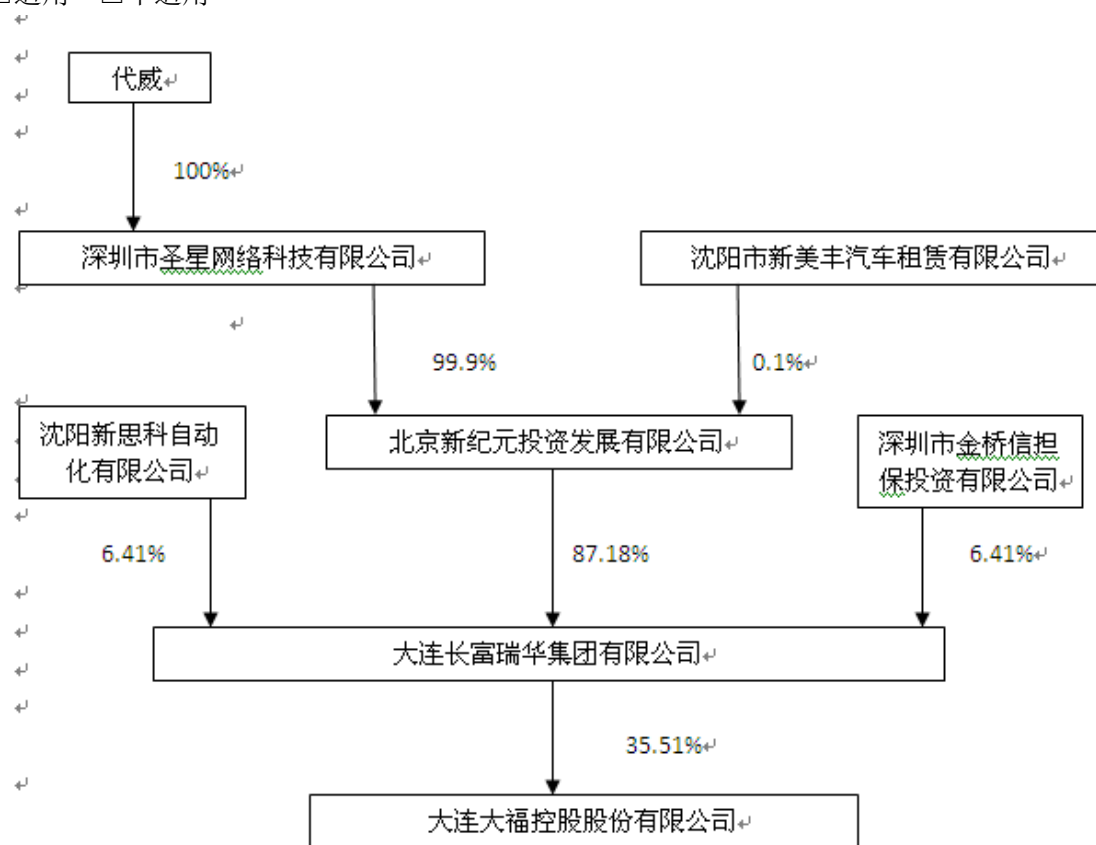 代威
100%
深圳市圣星网络科技有限公司
沈阳市新美丰汽车租赁有限公司
99.9%
0.1%
沈阳新思科自动
化有限公司
北京新纪元投资发展有限公司
深圳市金桥信担
保投资有限公司
6.41%
87.18%
6.41%
大连长富瑞华集团有限公司
35.51%
大连大福控股股份有限公司